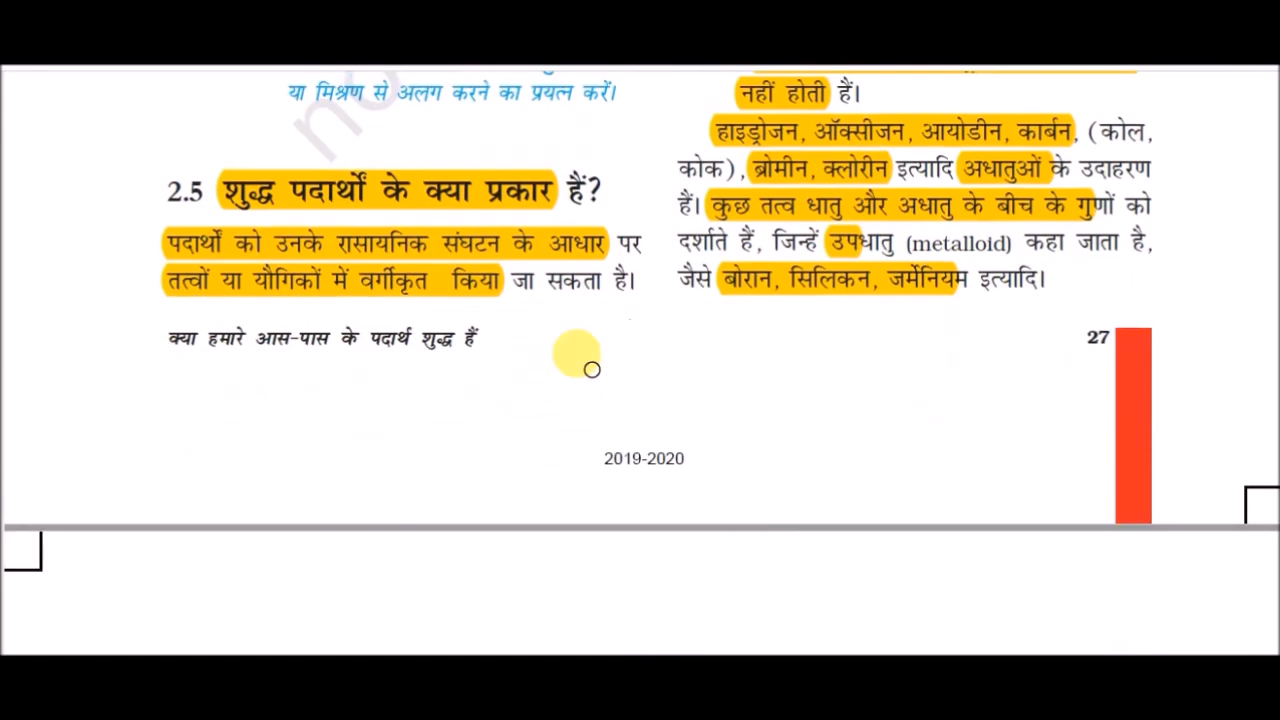 या मिश्रण से अलग करने का प्रयत्न करें।
2.5 शुद्ध पदार्थों के क्या प्रकार हैं?
पदार्थों को उनके रासायनिक संघटन के आधार पर
तत्वों या यौगिकों में वर्गीकृत किया जा सकता है।
नहीं होती हैं।
हाइड्रोजन, ऑक्सीजन, आयोडीन, कार्बन, (कोल,
कोक), ब्रोमीन, क्लोरीन इत्यादि अधातुओं के उदाहरण
हैं। कुछ तत्व धातु और अधातु के बीच के गुणों को
दर्शाते हैं, जिन्हें उपधातु (metalloid) कहा जाता है,
जैसे बोरान, सिलिकन, जर्मेनियम इत्यादि।
क्या हमारे आस-पास के पदार्थ शुद्ध हैं
27
2019-2020